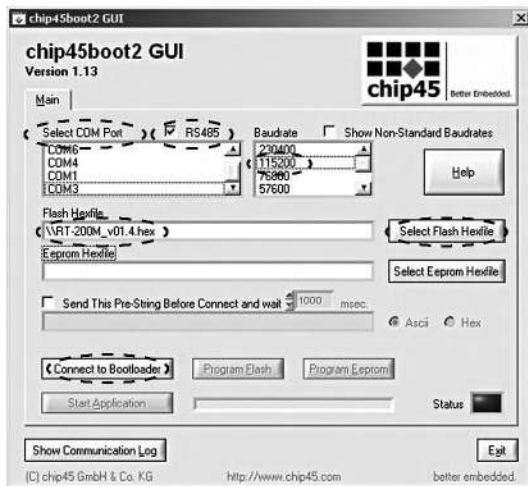 chip45boot2 GUI
chip45boot2 GUI
Version 1.13
chip45
Better Embedded.
Main
Select COM Port
RS485
Baudrate
Show Non-Standard Baudrates
COM6
COM4
COM1
COM3
230400
115200
76800
57600
Help
Flash Hexfile
\\RT-200M_v01.4.hex
Select Flash Hexfile
Eeprom Hexfile
Select Eeprom Hexfile
Send This Pre-String Before Connect and wait
1000
msec.
Ascii
Hex
Connect to Bootloader
Program Flash
Program Eeprom
Start Application
Status
Show Communication Log
Exit
(C) chip45 GmbH & Co. KG
http://www.chip45.com
better embedded.